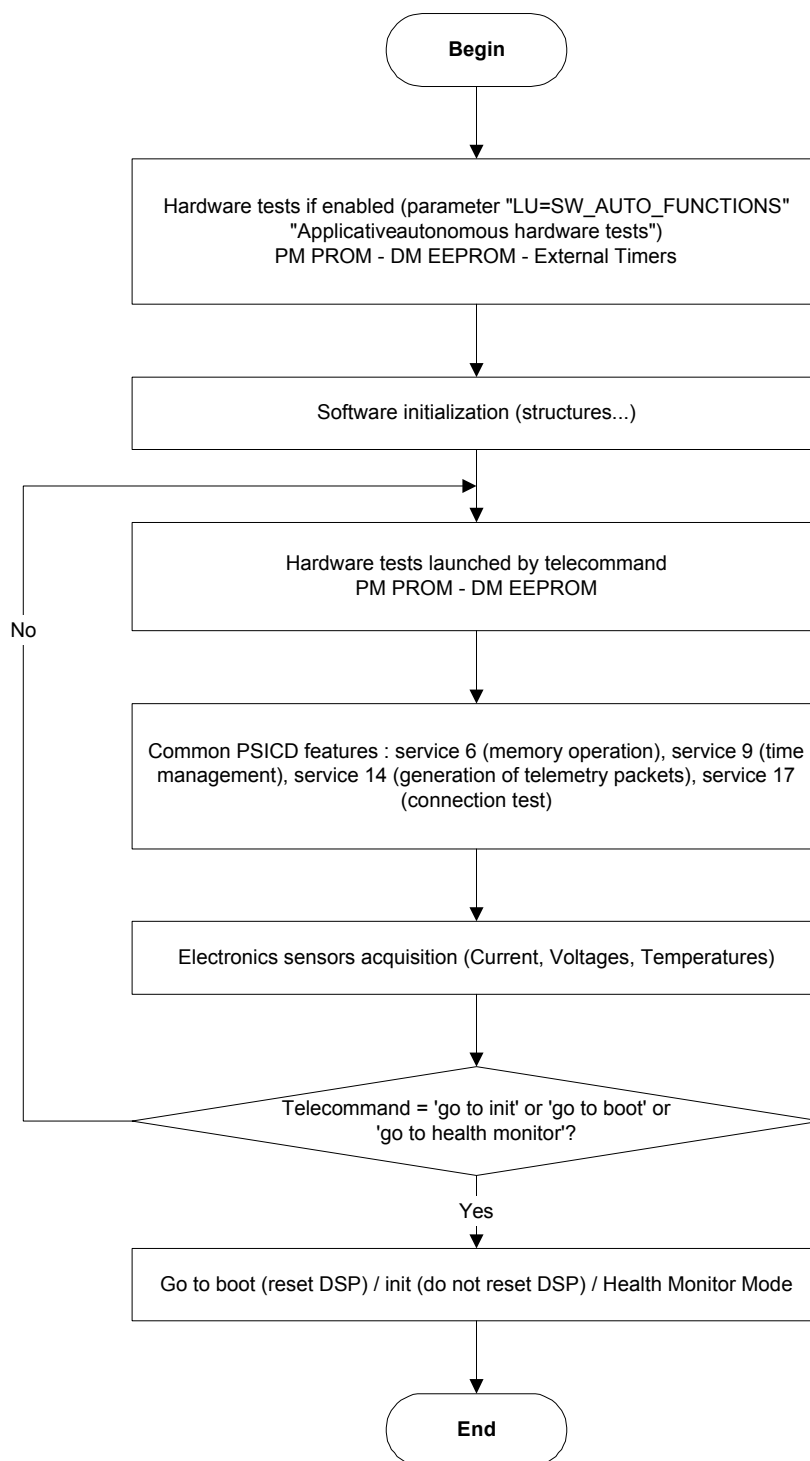 Begin
Hardware tests if enabled (parameter "LU=SW_AUTO_FUNCTIONS"
"Applicativeautonomous hardware tests")
PM PROM - DM EEPROM - External Timers
Software initialization (structures...)
Hardware tests launched by telecommand
PM PROM - DM EEPROM
No
Common PSICD features : service 6 (memory operation), service 9 (time
management), service 14 (generation of telemetry packets), service 17
(connection test)
Electronics sensors acquisition (Current, Voltages, Temperatures)
Telecommand = 'go to init' or 'go to boot' or
'go to health monitor'?
Yes
Go to boot (reset DSP) / init (do not reset DSP) / Health Monitor Mode
End